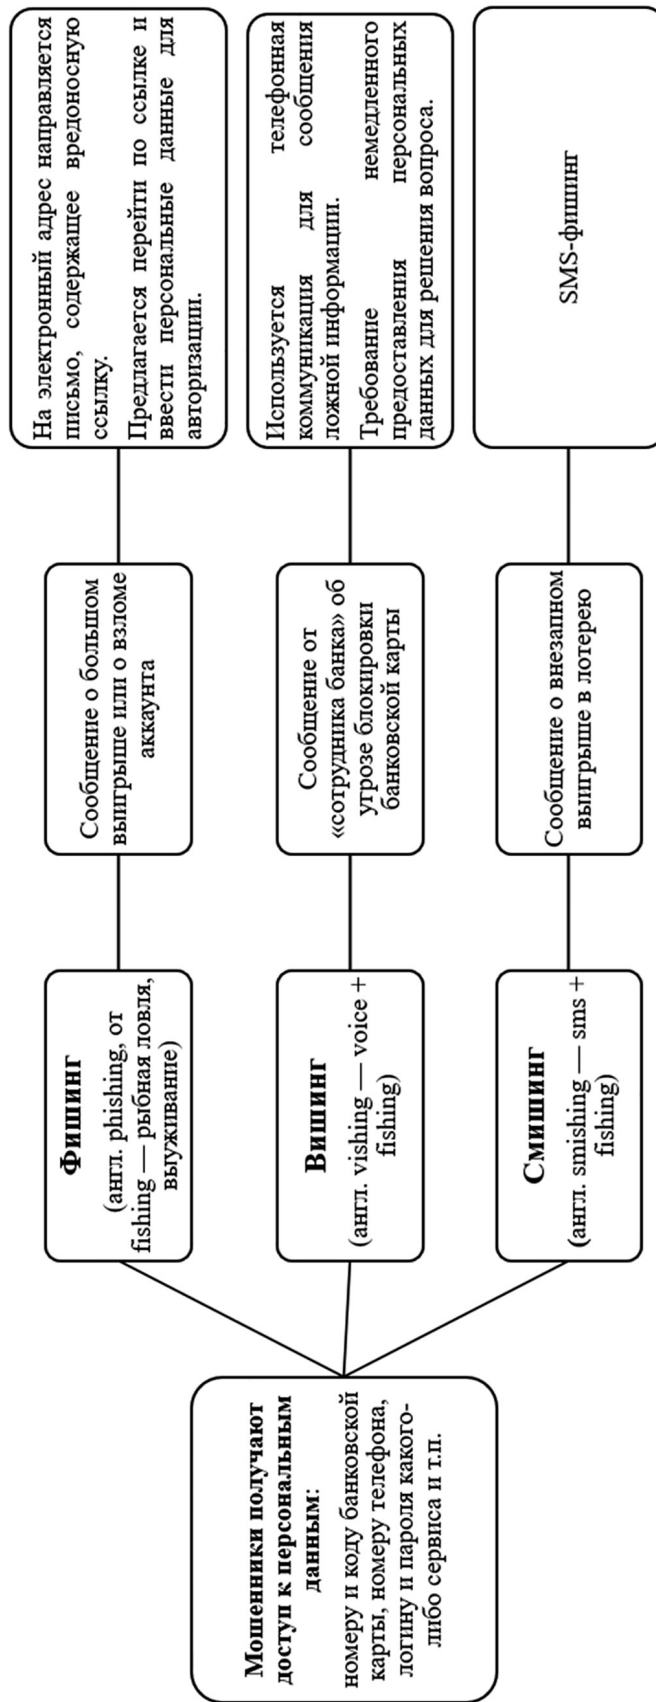 Мошенники получают
доступ к персональным
данным:
номеру и коду банковской
карты, номеру телефона,
логину и пароля какого-
либо сервиса и т.п.
Фишинг
(англ. phishing, от
fishing — рыбная ловля,
выуживание)
Сообщение о большом
выигрыше или о взломе
аккаунта
На электронный адрес направляется
письмо, содержащее вредоносную
ссылку.
Предлагается перейти по ссылке и
ввести персональные данные для
авторизации.
Вишинг
(англ. vishing — voice +
fishing)
Сообщение от
«сотрудника банка» об
угрозе блокировки
банковской карты
Используется телефонная
коммуникация для сообщения
ложной информации.
Требование немедленного
предоставления персональных
данных для решения вопроса.
Смишинг
(англ. smishing — sms +
fishing)
Сообщение о внезапном
выигрыше в лотерею
SMS-фишинг